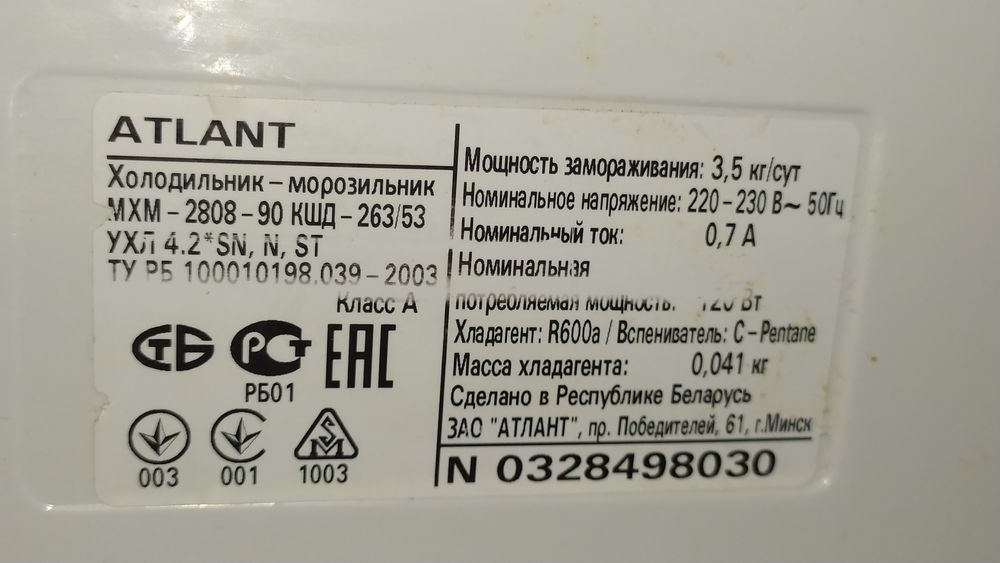 ATLANT
Холодильник – морозильник
МХМ – 2808 – 90 КШД – 263/53
УХЛ 4.2*SN, N, ST
ТУ РБ 100010198.039 – 2003
Класс А
СТБ РСТ ЕАС
РБ01
003 001 1003
Мощность замораживания: 3,5 кг/сут
Номинальное напряжение: 220 – 230 В~ 50Гц
Номинальный ток: 0,7 А
Номинальная
потребляемая мощность: 120 Вт
Хладагент: R600a / Вспениватель: C – Pentane
Масса хладагента: 0,041 кг
Сделано в Республике Беларусь
ЗАО "АТЛАНТ", пр. Победителей, 61, г.Минск
N 0328498030